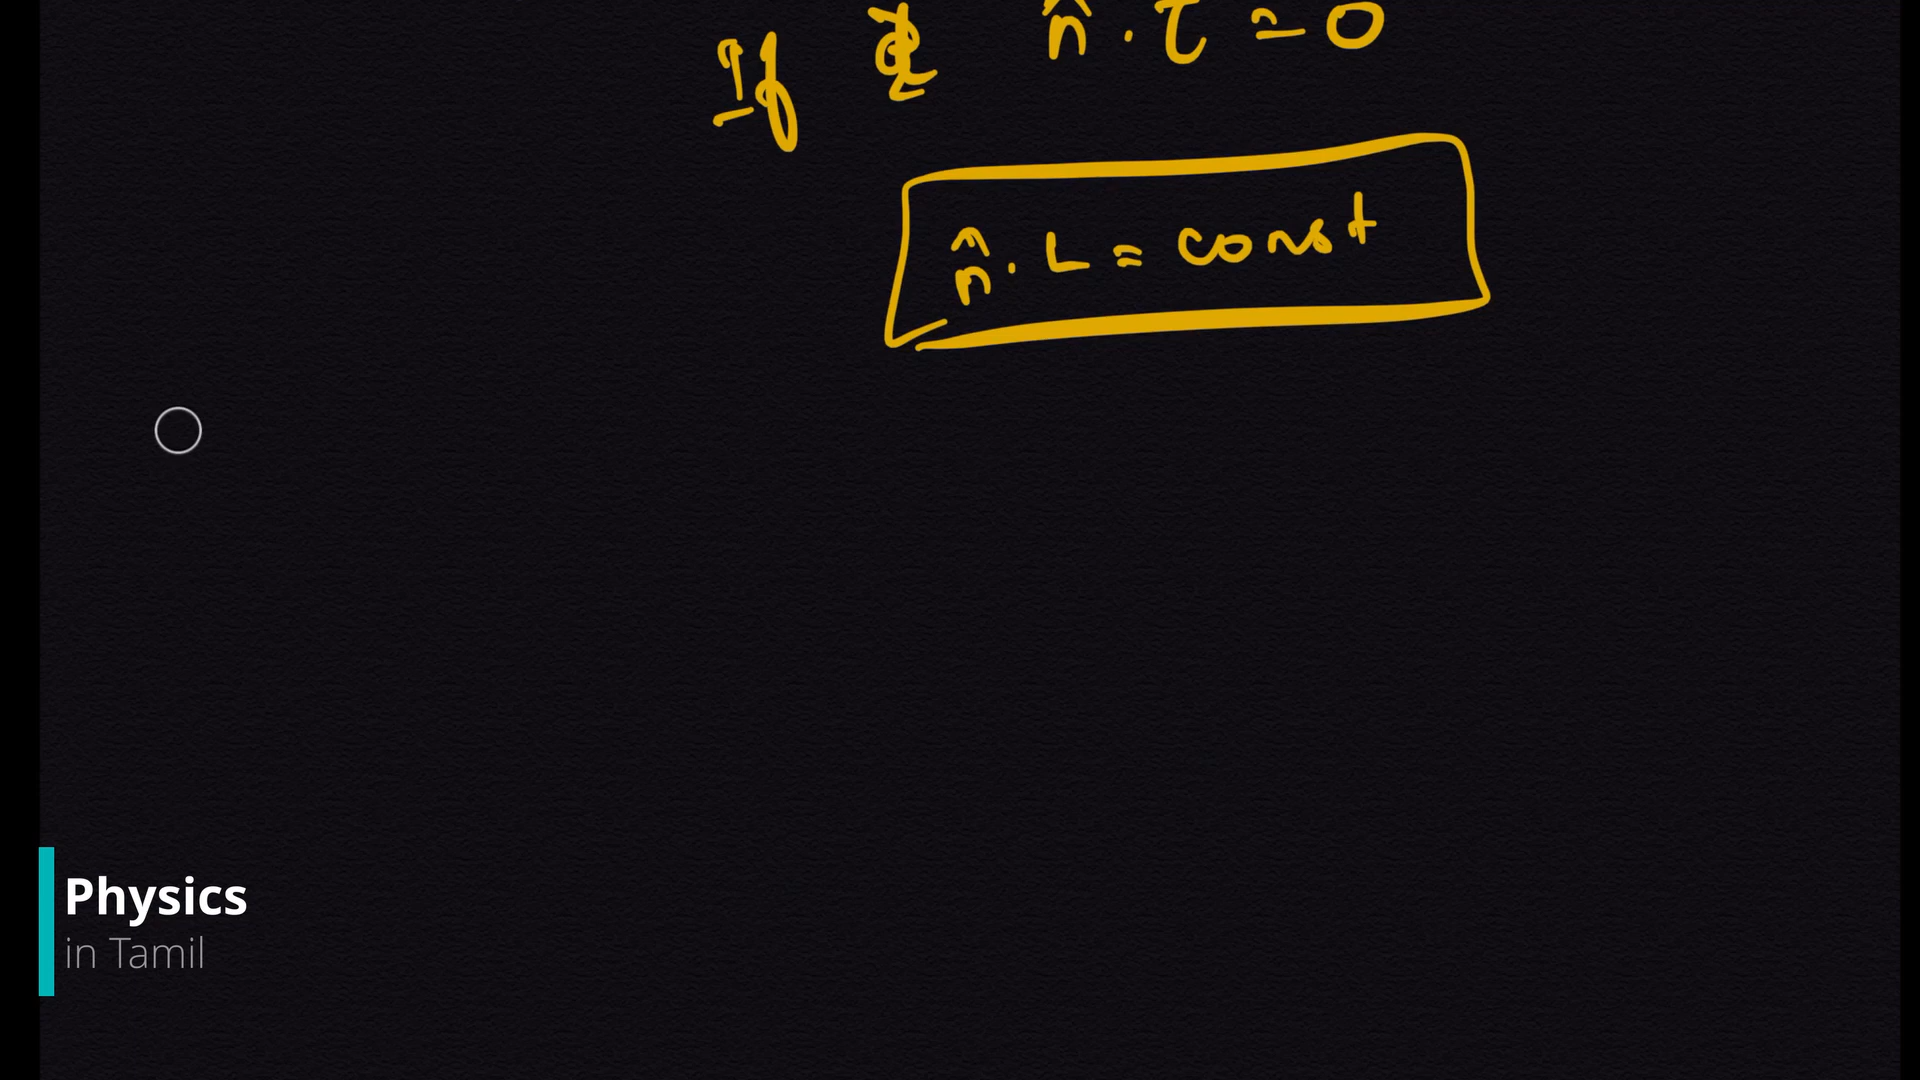 If n̂ . τ = 0
n̂ . L = const
Physics
in Tamil